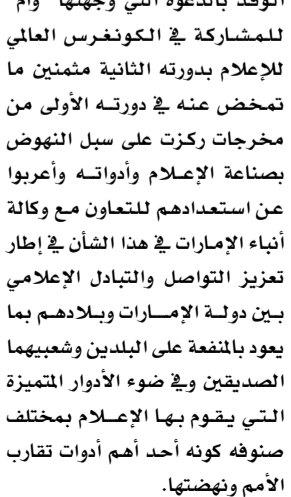 الوفد بالدعوة التي وجهتها "وام"
للمشاركة في الكونغرس العالمي
للإعلام بدورته الثانية مثمنين ما
تمخض عنه في دورته الأولى من
مخرجات ركزت على سبل النهوض
بصناعة الإعلام وأدواته وأعربوا
عن استعدادهم للتعاون مع وكالة
أنباء الإمارات في هذا الشأن في إطار
تعزيز التواصل والتبادل الإعلامي
بين دولة الإمارات وبلادهم بما
يعود بالمنفعة على البلدين وشعبيهما
الصديقين وفي ضوء الأدوار المتميزة
التي يقوم بها الإعلام بمختلف
صنوفه كونه أحد أهم أدوات تقارب
الأمم ونهضتها.